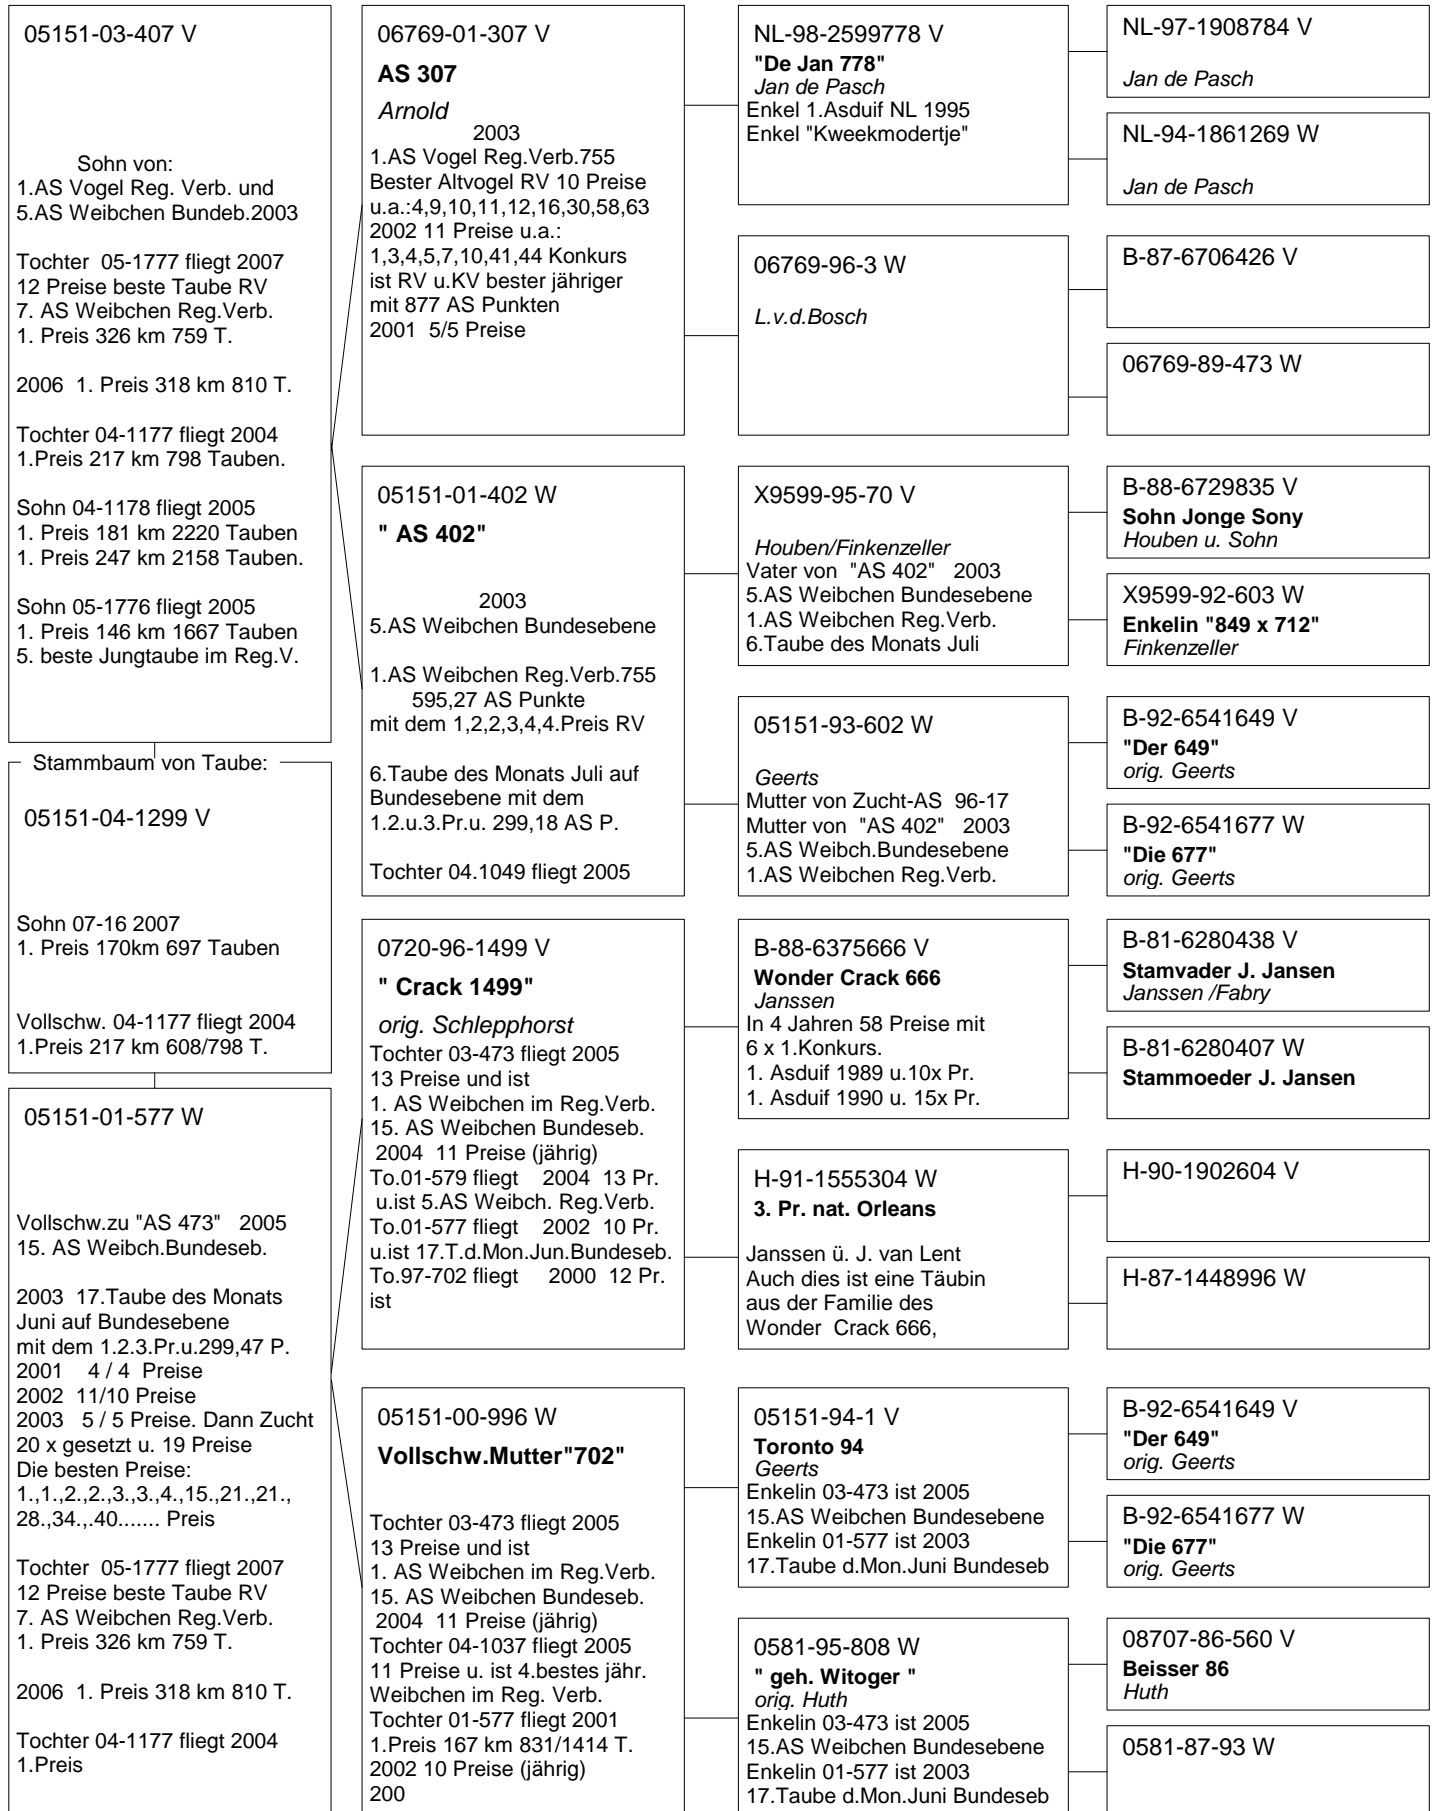 05151-03-407 V
Sohn von:
1.AS Vogel Reg. Verb. und
5.AS Weibchen Bundeb.2003
Tochter  05-1777 fliegt 2007
12 Preise beste Taube RV
7. AS Weibchen Reg.Verb.
1. Preis 326 km 759 T.
2006  1. Preis 318 km 810 T.
Tochter 04-1177 fliegt 2004
1.Preis 217 km 798 Tauben.
Sohn 04-1178 fliegt 2005
1. Preis 181 km 2220 Tauben
1. Preis 247 km 2158 Tauben.
Sohn 05-1776 fliegt 2005
1. Preis 146 km 1667 Tauben
5. beste Jungtaube im Reg.V.
Stammbaum von Taube:
05151-04-1299 V
Sohn 07-16 2007
1. Preis 170km 697 Tauben
Vollschw. 04-1177 fliegt 2004
1.Preis 217 km 608/798 T.
05151-01-577 W
Vollschw.zu "AS 473"   2005
15. AS Weibch.Bundeseb.
2003  17.Taube des Monats
Juni auf Bundesebene
mit dem 1.2.3.Pr.u.299,47 P.
2001    4 / 4  Preise
2002  11/10 Preise
2003   5 / 5 Preise. Dann Zucht
20 x gesetzt u. 19 Preise
Die besten Preise:
1.,1.,2.,2.,3.,3.,4.,15.,21.,21.,
28.,34.,.40....... Preis
Tochter  05-1777 fliegt 2007
12 Preise beste Taube RV
7. AS Weibchen Reg.Verb.
1. Preis 326 km 759 T.
2006  1. Preis 318 km 810 T.
Tochter 04-1177 fliegt 2004
1.Preis
06769-01-307 V
AS 307
Arnold
2003
1.AS Vogel Reg.Verb.755
Bester Altvogel RV 10 Preise
u.a.:4,9,10,11,12,16,30,58,63
2002 11 Preise u.a.:
1,3,4,5,7,10,41,44 Konkurs
ist RV u.KV bester jähriger
mit 877 AS Punkten
2001  5/5 Preise
05151-01-402 W
" AS 402"
2003
5.AS Weibchen Bundesebene
1.AS Weibchen Reg.Verb.755
595,27 AS Punkte
mit dem 1,2,2,3,4,4.Preis RV
6.Taube des Monats Juli auf
Bundesebene mit dem
1.2.u.3.Pr.u. 299,18 AS P.
Tochter 04.1049 fliegt 2005
0720-96-1499 V
" Crack 1499"
orig. Schlepphorst
Tochter 03-473 fliegt 2005
13 Preise und ist
1. AS Weibchen im Reg.Verb.
15. AS Weibchen Bundeseb.
2004  11 Preise (jährig)
To.01-579 fliegt    2004  13 Pr.
u.ist 5.AS Weibch. Reg.Verb.
To.01-577 fliegt    2002  10 Pr.
u.ist 17.T.d.Mon.Jun.Bundeseb.
To.97-702 fliegt     2000  12 Pr.
ist
05151-00-996 W
Vollschw.Mutter"702"
Tochter 03-473 fliegt 2005
13 Preise und ist
1. AS Weibchen im Reg.Verb.
15. AS Weibchen Bundeseb.
2004  11 Preise (jährig)
Tochter 04-1037 fliegt 2005
11 Preise u. ist 4.bestes jähr.
Weibchen im Reg. Verb.
Tochter 01-577 fliegt 2001
1.Preis 167 km 831/1414 T.
2002 10 Preise (jährig)
200
NL-98-2599778 V
"De Jan 778"
Jan de Pasch
Enkel 1.Asduif NL 1995
Enkel "Kweekmodertje"
06769-96-3 W
L.v.d.Bosch
X9599-95-70 V
Houben/Finkenzeller
Vater von  "AS 402"   2003
5.AS Weibchen Bundesebene
1.AS Weibchen Reg.Verb.
6.Taube des Monats Juli
05151-93-602 W
Geerts
Mutter von Zucht-AS  96-17
Mutter von  "AS 402"   2003
5.AS Weibch.Bundesebene
1.AS Weibchen Reg.Verb.
B-88-6375666 V
Wonder Crack 666
Janssen
In 4 Jahren 58 Preise mit
6 x 1.Konkurs.
1. Asduif 1989 u.10x Pr.
1. Asduif 1990 u. 15x Pr.
H-91-1555304 W
3. Pr. nat. Orleans
Janssen ü. J. van Lent
Auch dies ist eine Täubin
aus der Familie des
Wonder  Crack 666,
05151-94-1 V
Toronto 94
Geerts
Enkelin 03-473 ist 2005
15.AS Weibchen Bundesebene
Enkelin 01-577 ist 2003
17.Taube d.Mon.Juni Bundeseb
0581-95-808 W
" geh. Witoger "
orig. Huth
Enkelin 03-473 ist 2005
15.AS Weibchen Bundesebene
Enkelin 01-577 ist 2003
17.Taube d.Mon.Juni Bundeseb
NL-97-1908784 V
Jan de Pasch
NL-94-1861269 W
Jan de Pasch
B-87-6706426 V
06769-89-473 W
B-88-6729835 V
Sohn Jonge Sony
Houben u. Sohn
X9599-92-603 W
Enkelin "849 x 712"
Finkenzeller
B-92-6541649 V
"Der 649"
orig. Geerts
B-92-6541677 W
"Die 677"
orig. Geerts
B-81-6280438 V
Stamvader J. Jansen
Janssen /Fabry
B-81-6280407 W
Stammoeder J. Jansen
H-90-1902604 V
H-87-1448996 W
B-92-6541649 V
"Der 649"
orig. Geerts
B-92-6541677 W
"Die 677"
orig. Geerts
08707-86-560 V
Beisser 86
Huth
0581-87-93 W